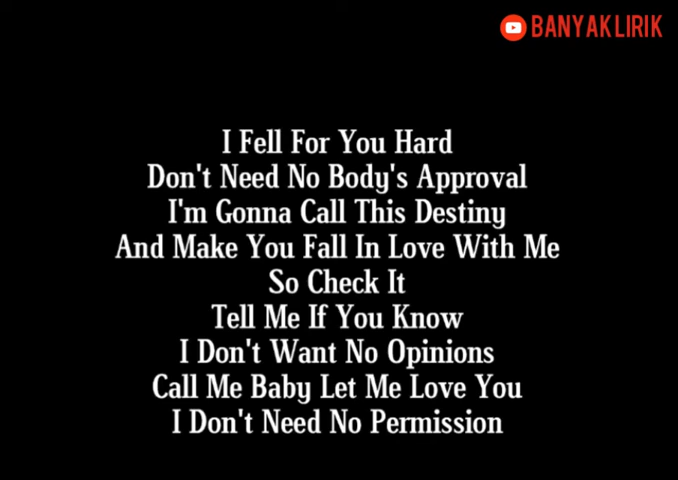 BANYAKLIRIK
I Fell For You Hard
Don't Need No Body's Approval
I'm Gonna Call This Destiny
And Make You Fall In Love With Me
So Check It
Tell Me If You Know
I Don't Want No Opinions
Call Me Baby Let Me Love You
I Don't Need No Permission